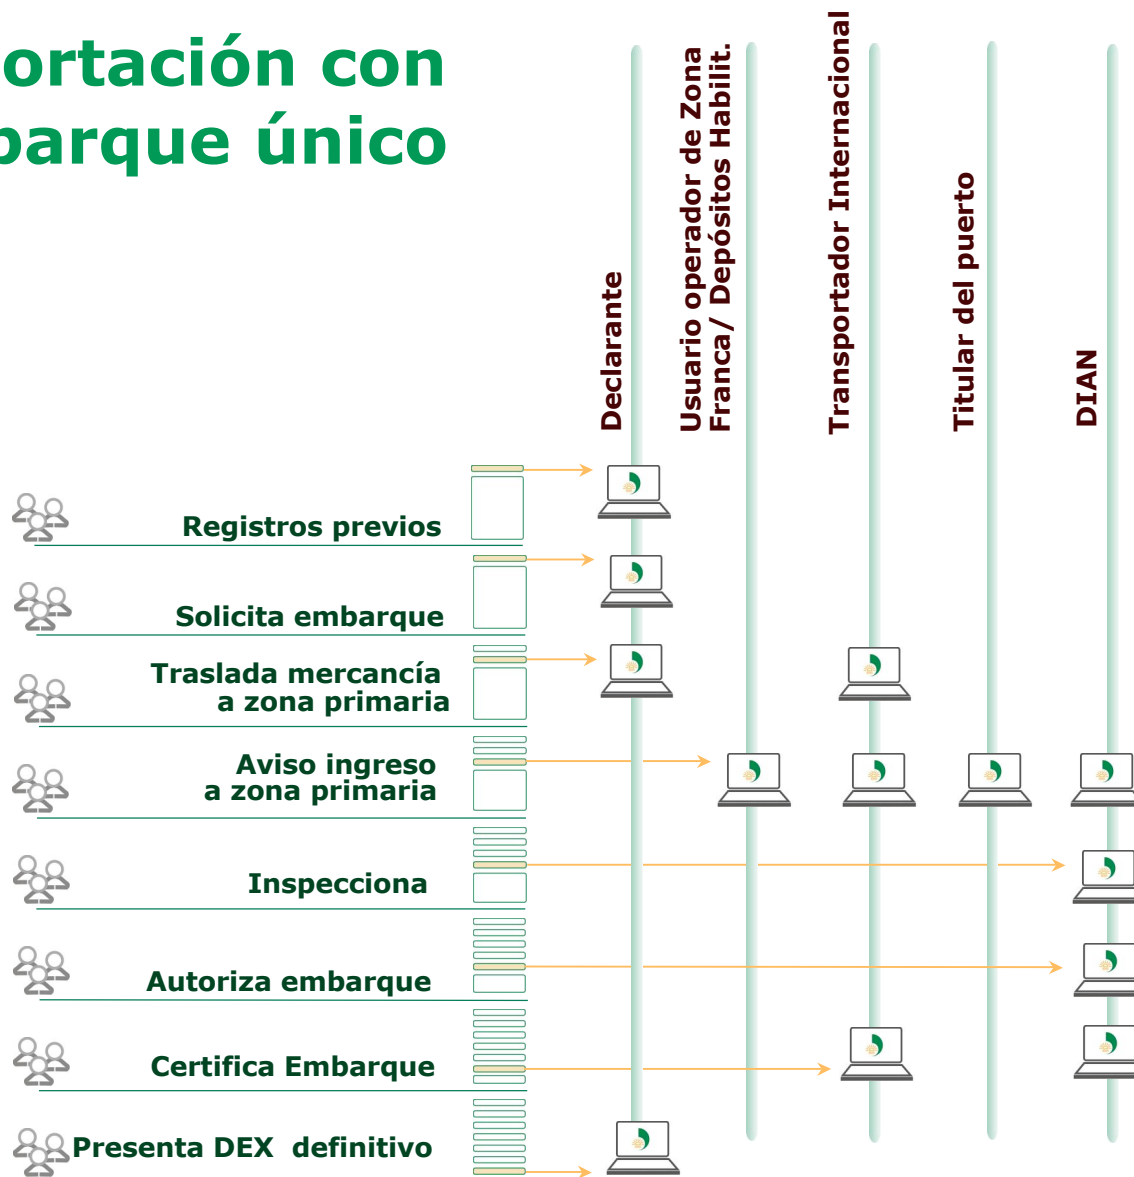 ortación con
barque único
Declarante
Usuario operador de Zona
Franca/ Depósitos Habilit.
Transportador Internacional
Titular del puerto
DIAN
Registros previos
Solicita embarque
Traslada mercancía
a zona primaria
Aviso ingreso
a zona primaria
Inspecciona
Autoriza embarque
Certifica Embarque
Presenta DEX definitivo